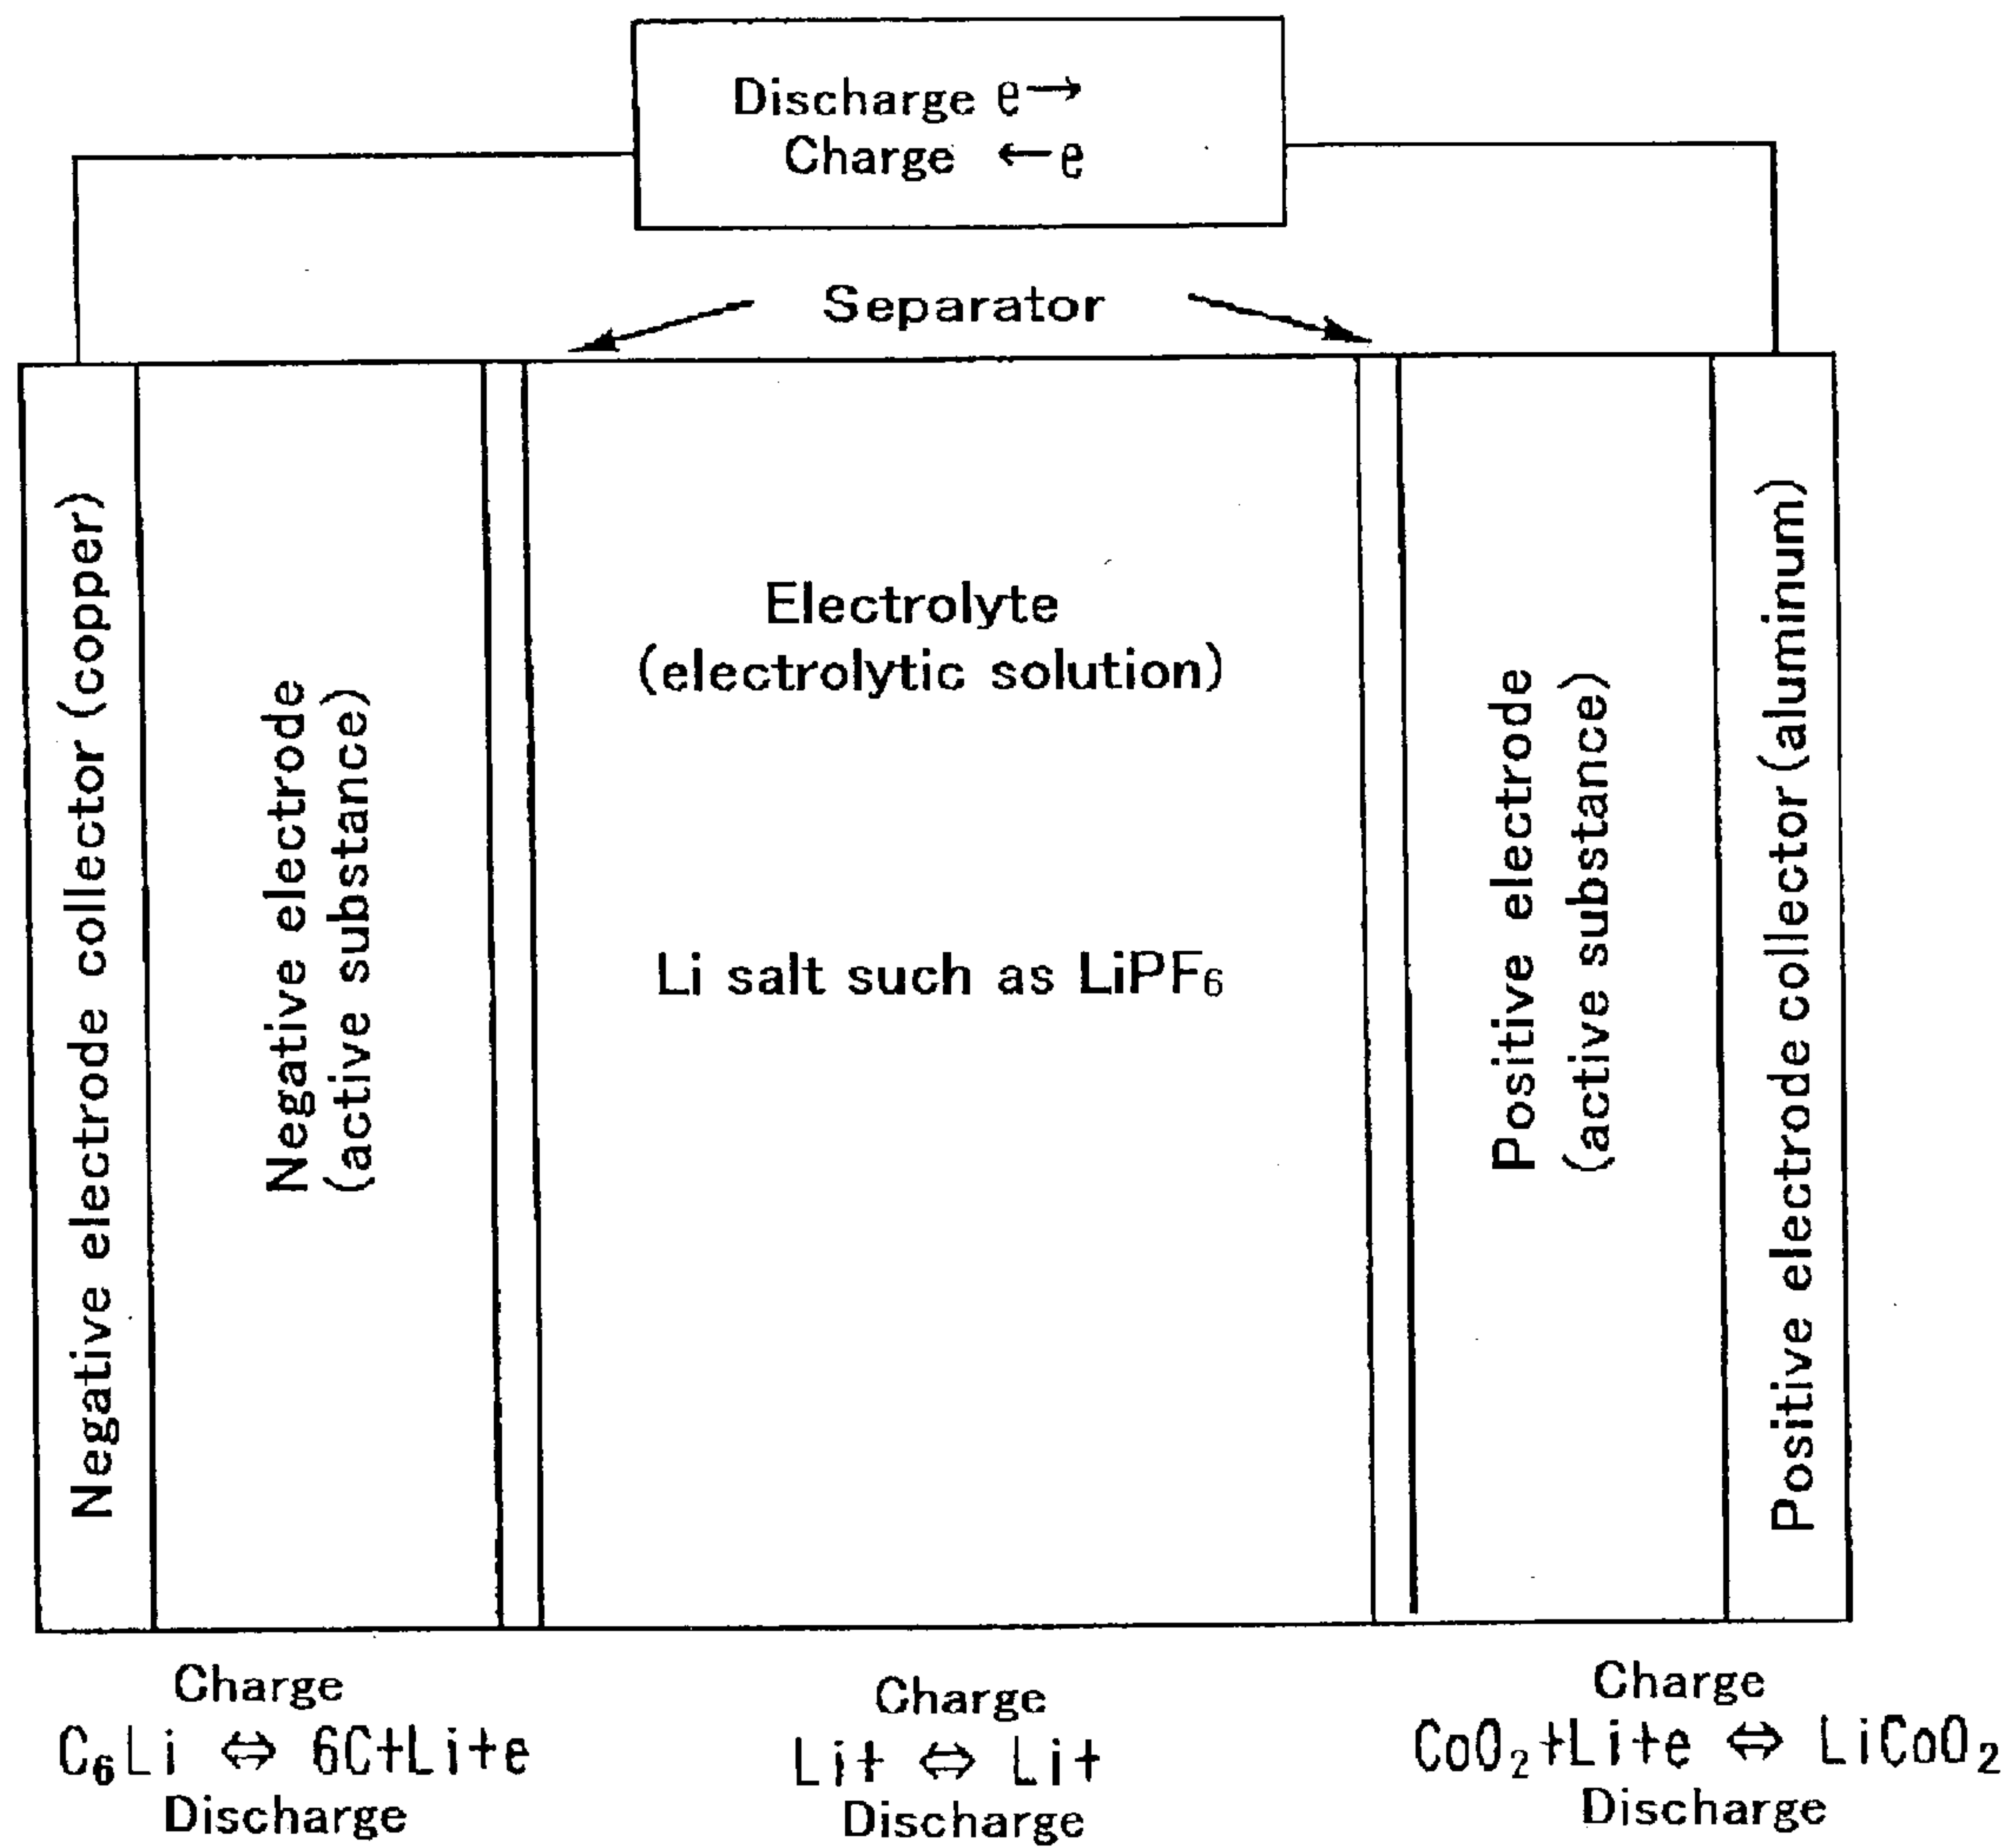 Discharge e→
Charge ←e
Separator
Negative electrode collector (copper)
Negative electrode
(active substance)
Electrolyte
(electrolytic solution)
Li salt such as LiPF₆
Positive electrode
(active substance)
Positive electrode collector (aluminum)
Charge
C₆Li ⇔ 6C+Li+e
Discharge
Charge
Li+ ⇔ Li+
Discharge
Charge
CoO₂+Li+e ⇔ LiCoO₂
Discharge